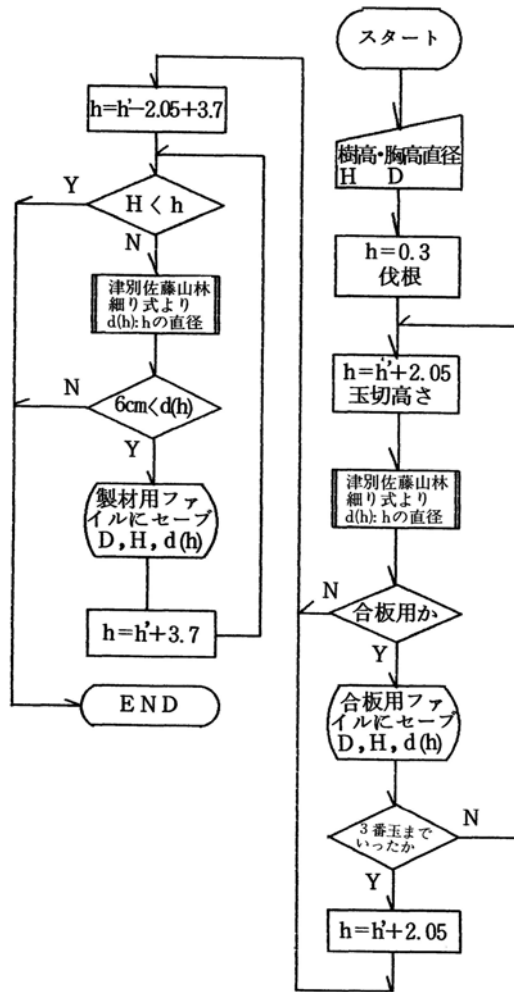 スタート
樹高・胸高直径
H D
h=0.3
伐根
h=h'+2.05
玉切高さ
津別佐藤山林
細り式より
d(h):hの直径
合板用か
N
Y
合板用ファ
イルにセーブ
D,H,d(h)
3番玉まで
いったか
N
Y
h=h'+2.05
h=h'−2.05+3.7
H<h
Y
N
津別佐藤山林
細り式より
d(h):hの直径
6cm<d(h)
N
Y
製材用ファ
イルにセーブ
D,H,d(h)
h=h'+3.7
END